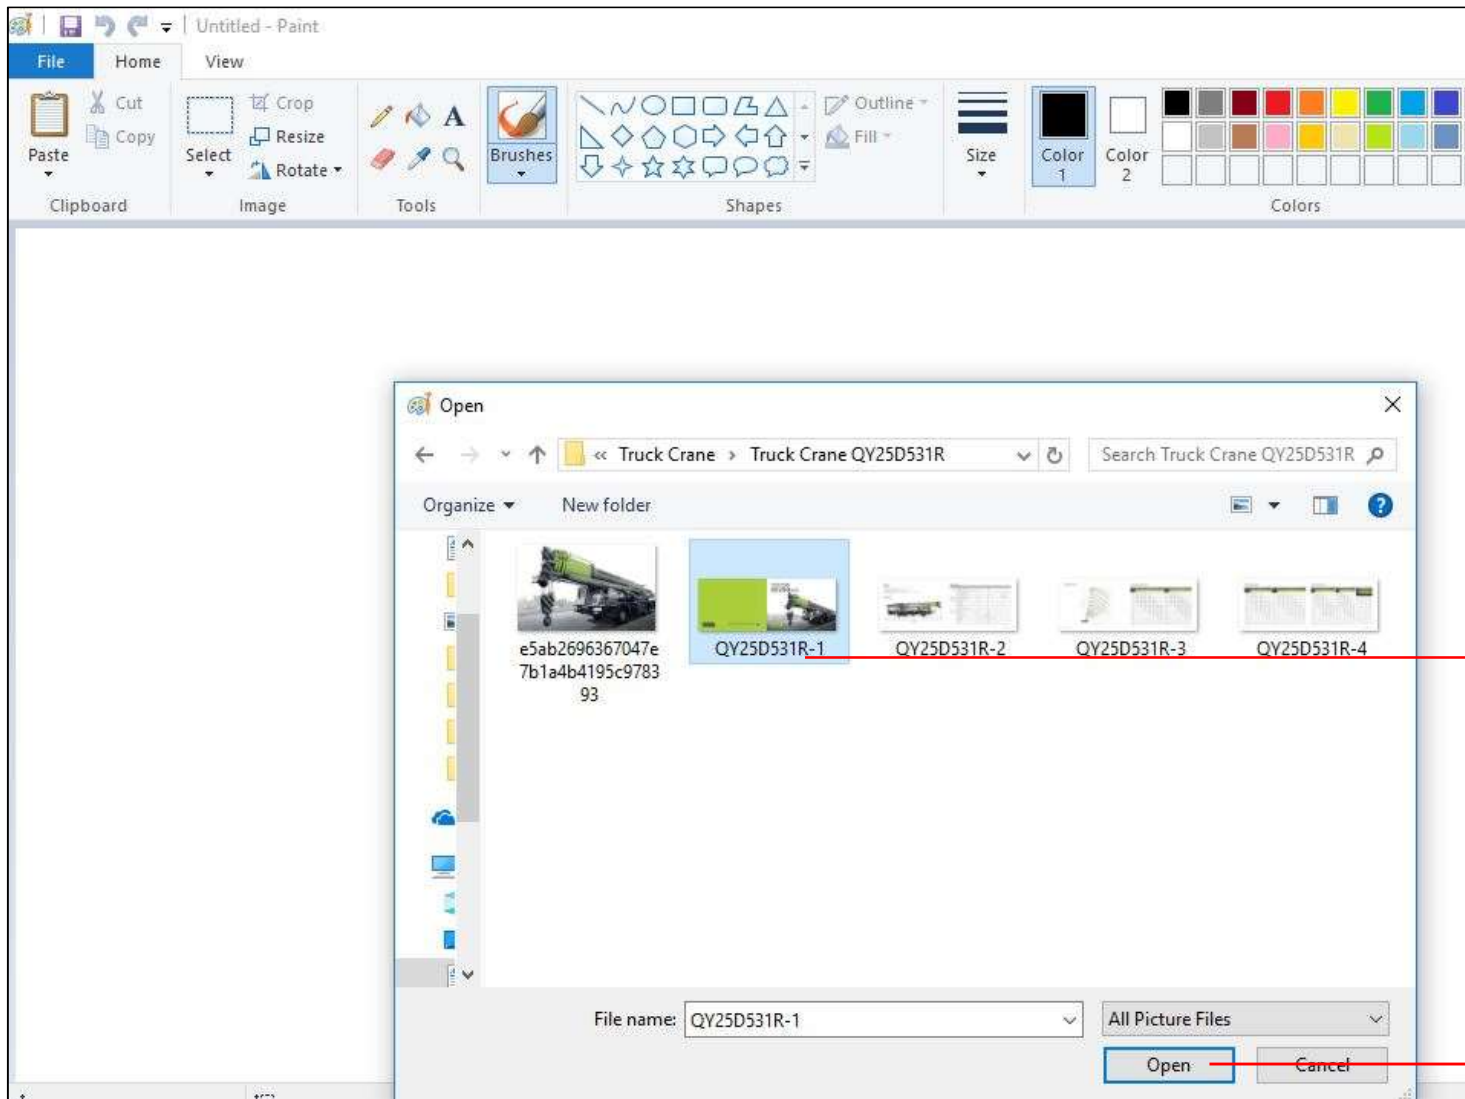 Untitled - Paint
File Home View
Cut
Copy
Paste
Clipboard
Crop
Resize
Rotate
Select
Image
A
Tools
Brushes
Outline
Fill
Shapes
Size
Color 1
Color 2
Colors
Open
« Truck Crane › Truck Crane QY25D531R
Search Truck Crane QY25D531R
Organize New folder
e5ab2696367047e
7b1a4b4195c9783
93
QY25D531R-1
QY25D531R-2
QY25D531R-3
QY25D531R-4
File name: QY25D531R-1 All Picture Files
Open Cancel